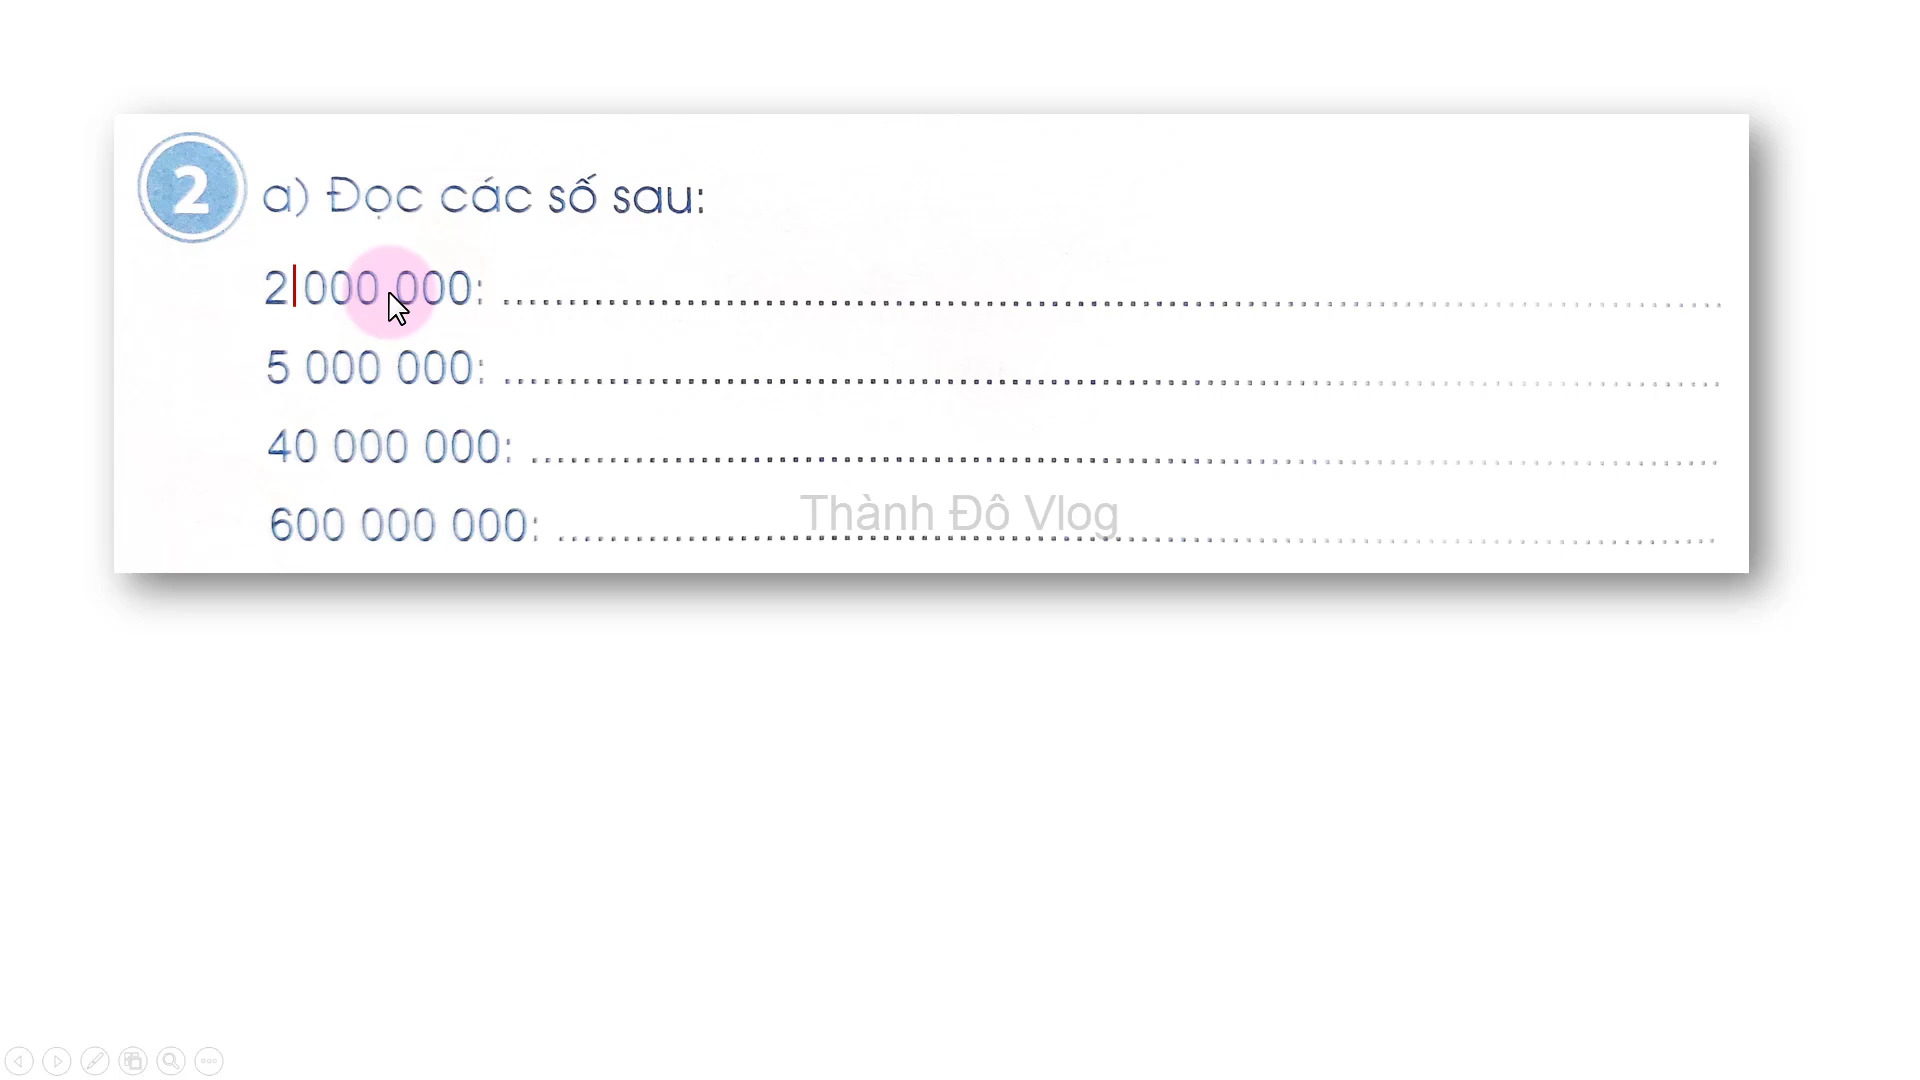 2 a) Đọc các số sau:
2 000 000: ..........
5 000 000: ..........
40 000 000: ..........
600 000 000: ..........
Thành Đô Vlog